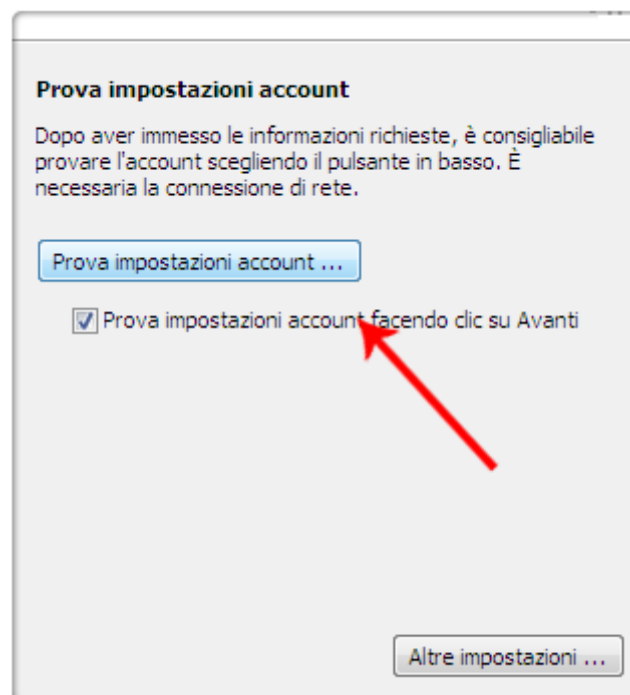 Prova impostazioni account
Dopo aver immesso le informazioni richieste, è consigliabile
provare l'account scegliendo il pulsante in basso. È
necessaria la connessione di rete.
Prova impostazioni account ...
Prova impostazioni account facendo clic su Avanti
Altre impostazioni ...